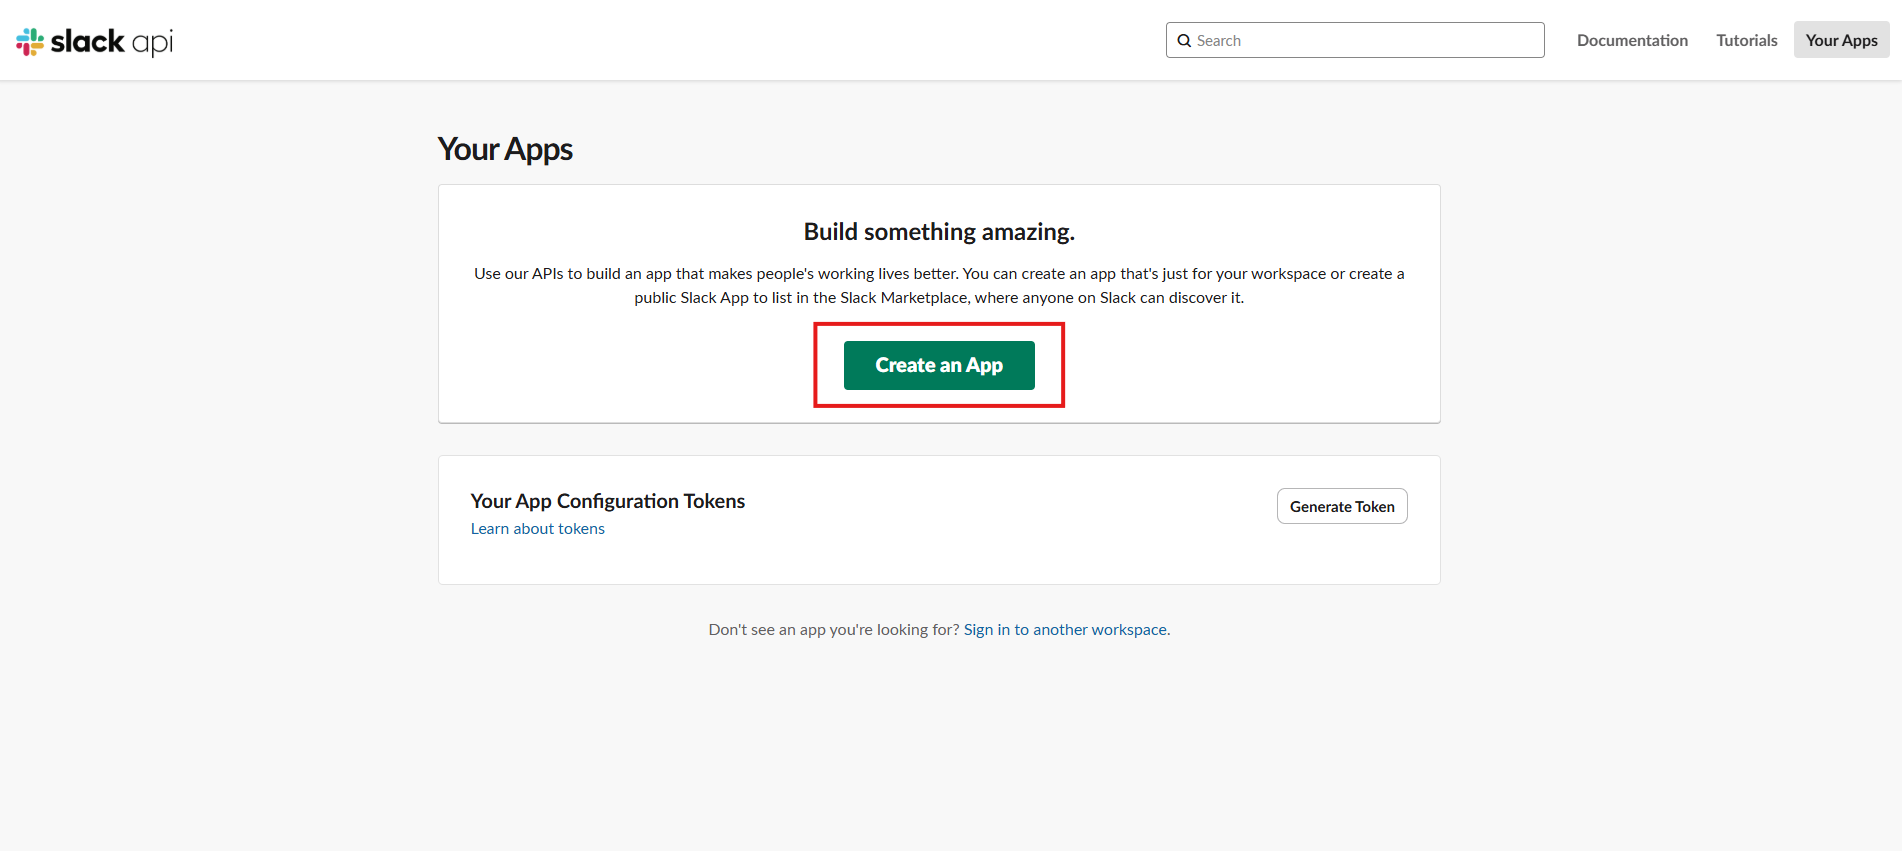 slack api
Search
Documentation
Tutorials
Your Apps
Your Apps
Build something amazing.
Use our APIs to build an app that makes people's working lives better. You can create an app that's just for your workspace or create a
public Slack App to list in the Slack Marketplace, where anyone on Slack can discover it.
Create an App
Your App Configuration Tokens
Generate Token
Learn about tokens
Don't see an app you're looking for? Sign in to another workspace.